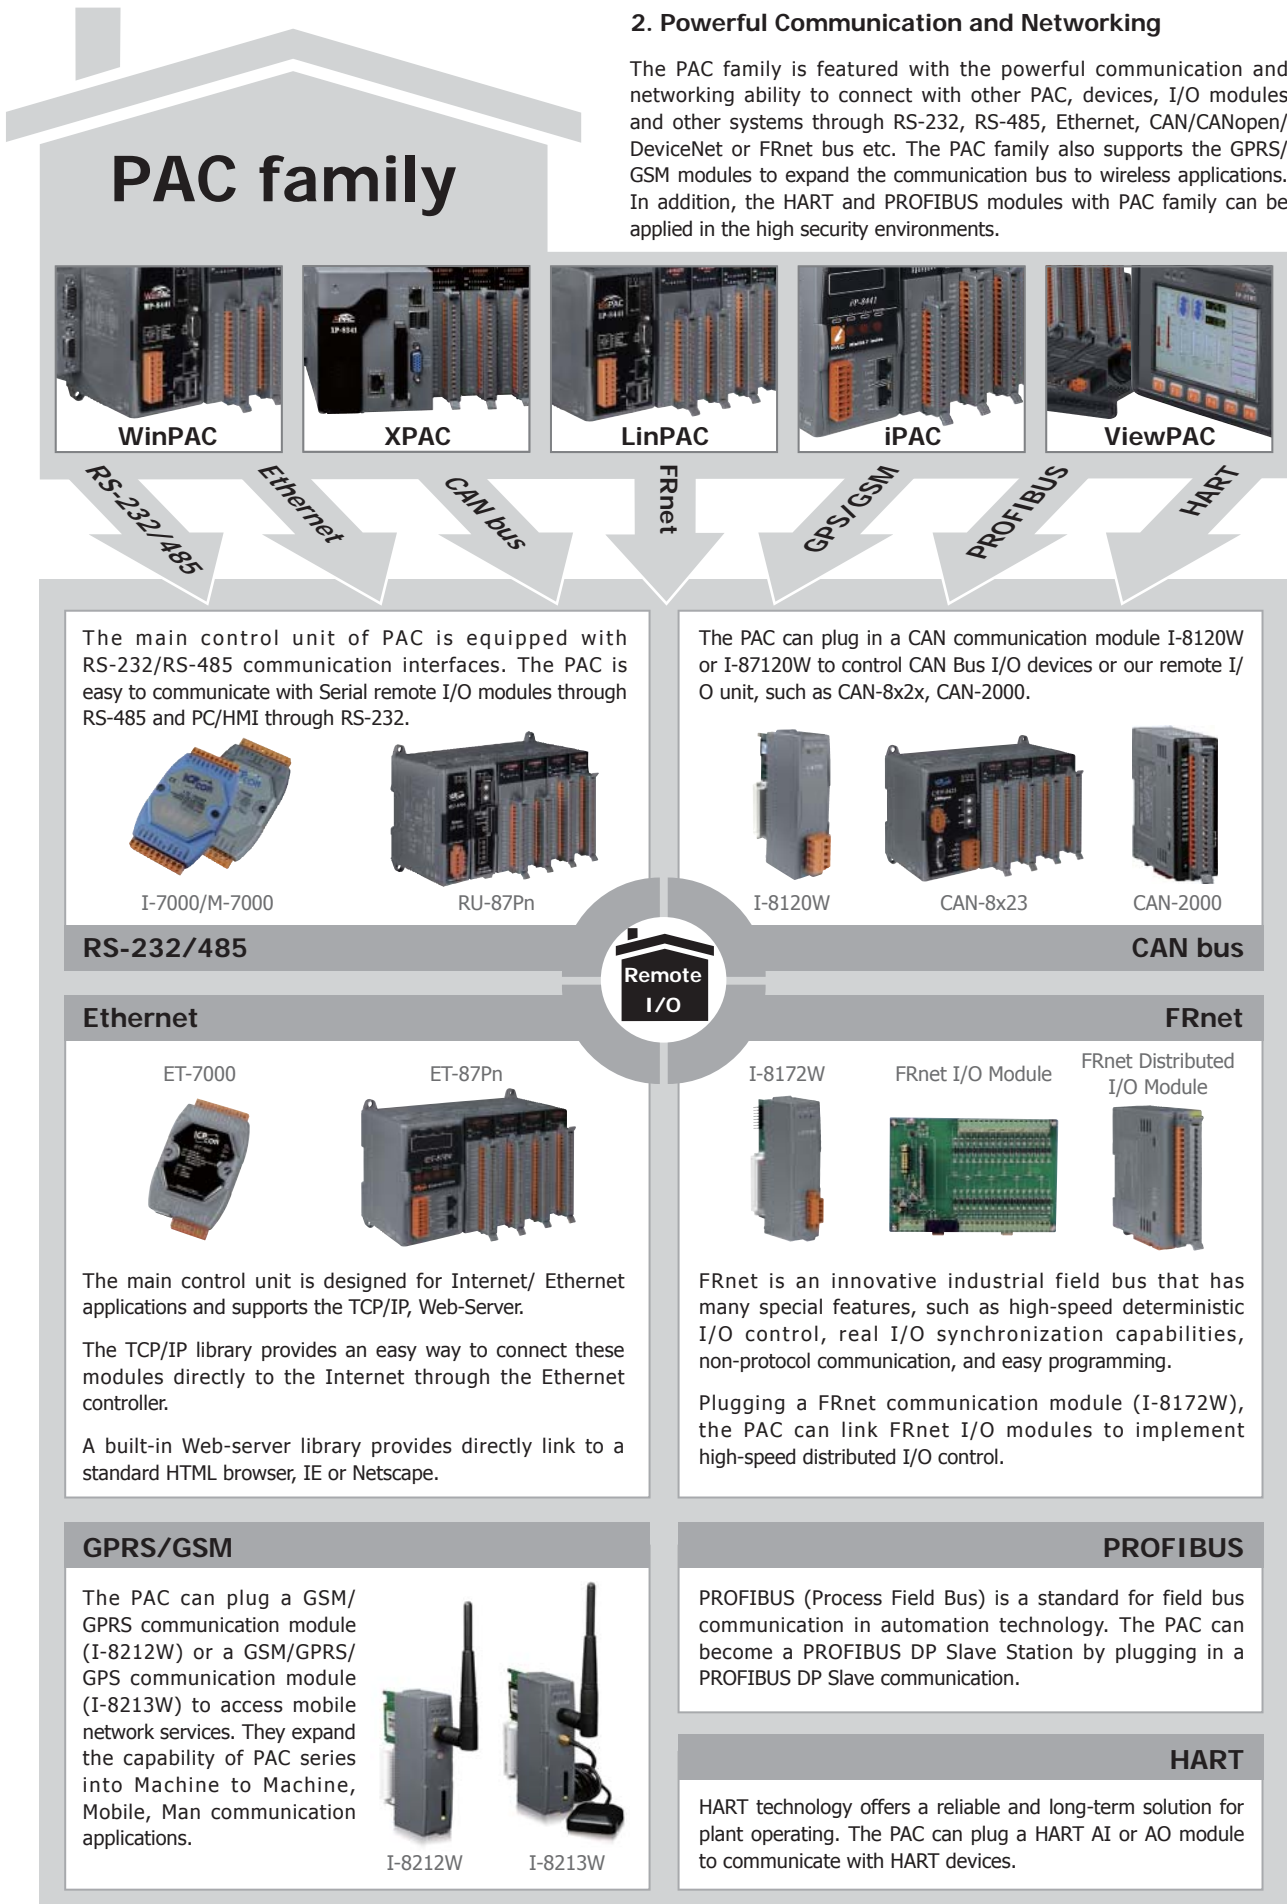 2. Powerful Communication and Networking
The PAC family is featured with the powerful communication and
networking ability to connect with other PAC, devices, I/O modules
and other systems through RS-232, RS-485, Ethernet, CAN/CANopen/
DeviceNet or FRnet bus etc. The PAC family also supports the GPRS/
GSM modules to expand the communication bus to wireless applications.
In addition, the HART and PROFIBUS modules with PAC family can be
applied in the high security environments.
PAC family
WinPAC
XPAC
LinPAC
iPAC
ViewPAC
RS-232/485
Ethernet
CAN bus
FRnet
GPS/GSM
PROFIBUS
HART
The main control unit of PAC is equipped with
RS-232/RS-485 communication interfaces. The PAC is
easy to communicate with Serial remote I/O modules through
RS-485 and PC/HMI through RS-232.
I-7000/M-7000
RU-87Pn
RS-232/485
The PAC can plug in a CAN communication module I-8120W
or I-87120W to control CAN Bus I/O devices or our remote I/
O unit, such as CAN-8x2x, CAN-2000.
I-8120W
CAN-8x23
CAN-2000
CAN bus
Remote
I/O
Ethernet
ET-7000
ET-87Pn
The main control unit is designed for Internet/ Ethernet
applications and supports the TCP/IP, Web-Server.
The TCP/IP library provides an easy way to connect these
modules directly to the Internet through the Ethernet
controller.
A built-in Web-server library provides directly link to a
standard HTML browser, IE or Netscape.
FRnet
I-8172W
FRnet I/O Module
FRnet Distributed
I/O Module
FRnet is an innovative industrial field bus that has
many special features, such as high-speed deterministic
I/O control, real I/O synchronization capabilities,
non-protocol communication, and easy programming.
Plugging a FRnet communication module (I-8172W),
the PAC can link FRnet I/O modules to implement
high-speed distributed I/O control.
GPRS/GSM
The PAC can plug a GSM/
GPRS communication module
(I-8212W) or a GSM/GPRS/
GPS communication module
(I-8213W) to access mobile
network services. They expand
the capability of PAC series
into Machine to Machine,
Mobile, Man communication
applications.
I-8212W
I-8213W
PROFIBUS
PROFIBUS (Process Field Bus) is a standard for field bus
communication in automation technology. The PAC can
become a PROFIBUS DP Slave Station by plugging in a
PROFIBUS DP Slave communication.
HART
HART technology offers a reliable and long-term solution for
plant operating. The PAC can plug a HART AI or AO module
to communicate with HART devices.